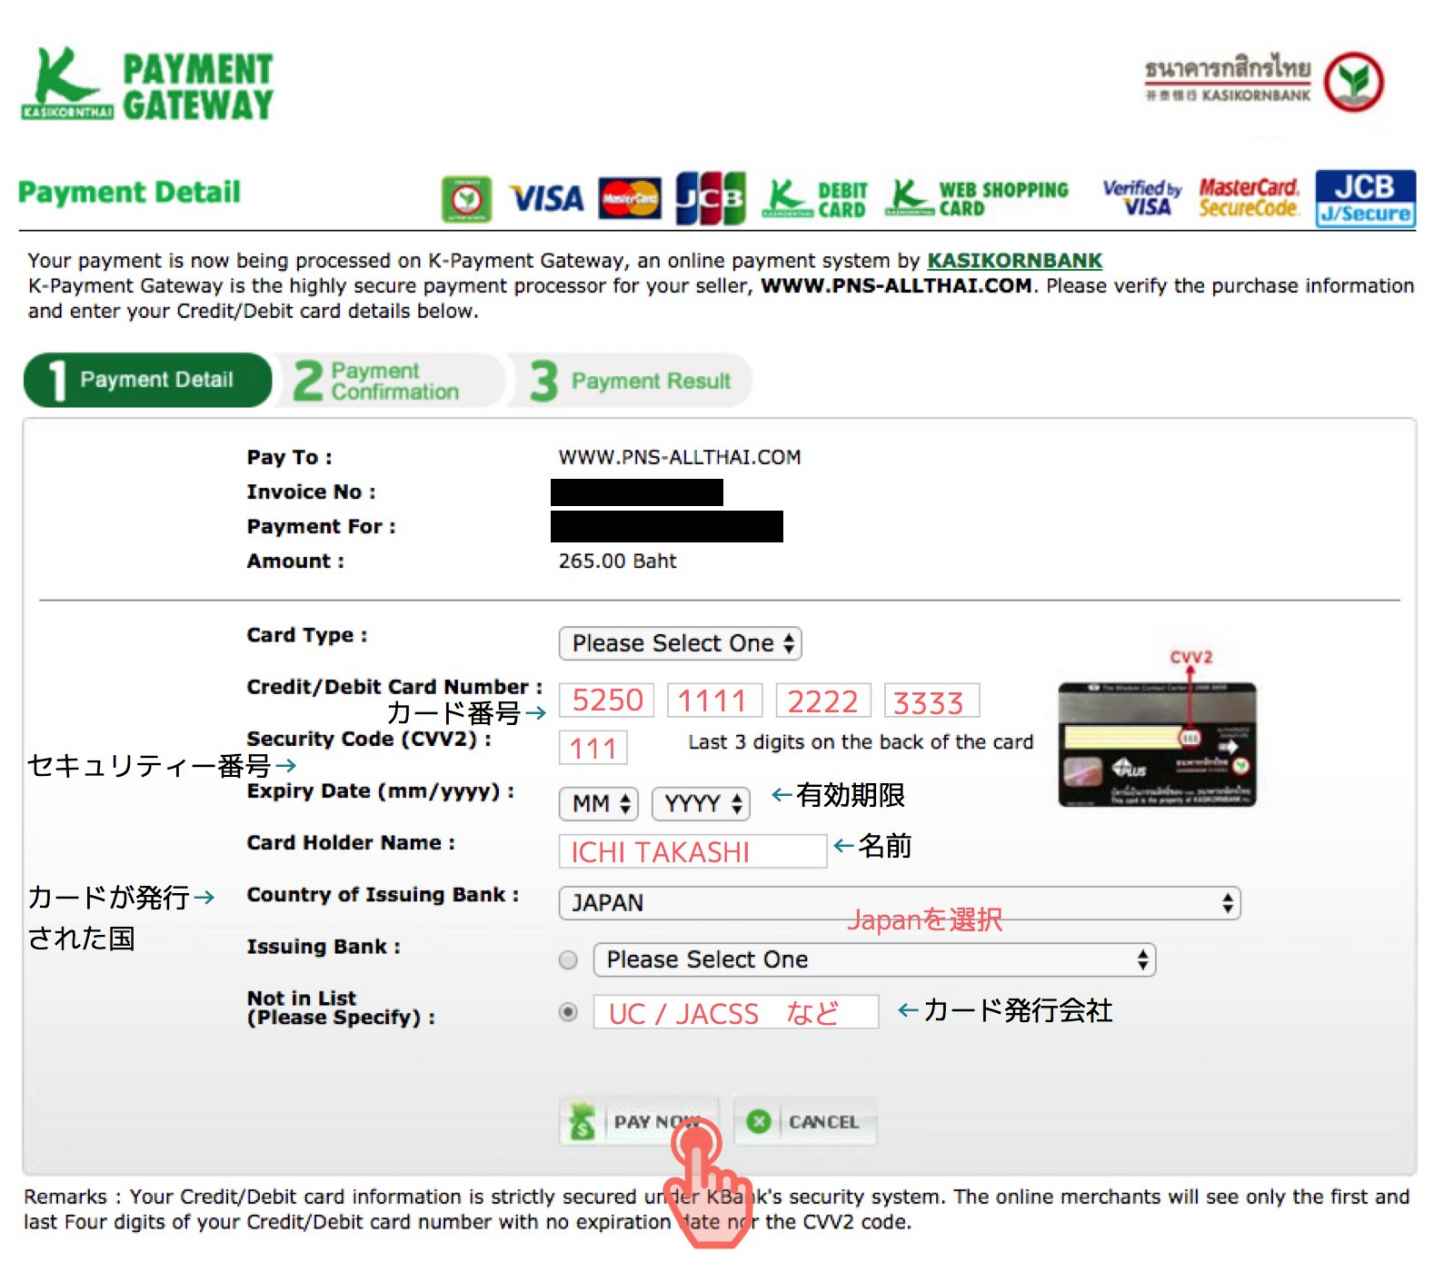 K PAYMENT
KASIKORNTHAI GATEWAY
ธนาคารกสิกรไทย
开泰银行 KASIKORNBANK
Payment Detail
VISA MasterCard JCB K DEBIT CARD K WEB SHOPPING CARD Verified by VISA MasterCard. SecureCode. JCB J/Secure
Your payment is now being processed on K-Payment Gateway, an online payment system by KASIKORNBANK
K-Payment Gateway is the highly secure payment processor for your seller, WWW.PNS-ALLTHAI.COM. Please verify the purchase information
and enter your Credit/Debit card details below.
1 Payment Detail 2 Payment Confirmation 3 Payment Result
Pay To : WWW.PNS-ALLTHAI.COM
Invoice No :
Payment For :
Amount : 265.00 Baht
Card Type : Please Select One
CVV2
Credit/Debit Card Number : 5250 1111 2222 3333
カード番号→
Security Code (CVV2) : 111 Last 3 digits on the back of the card
セキュリティー番号→
PLUS
Expiry Date (mm/yyyy) : MM YYYY ←有効期限
Card Holder Name : ICHI TAKASHI ←名前
カードが発行→ Country of Issuing Bank : JAPAN
Japanを選択
された国
Issuing Bank : Please Select One
Not in List
(Please Specify) : UC / JACSS など ←カード発行会社
PAY NOW CANCEL
Remarks : Your Credit/Debit card information is strictly secured under KBank's security system. The online merchants will see only the first and
last Four digits of your Credit/Debit card number with no expiration date nor the CVV2 code.